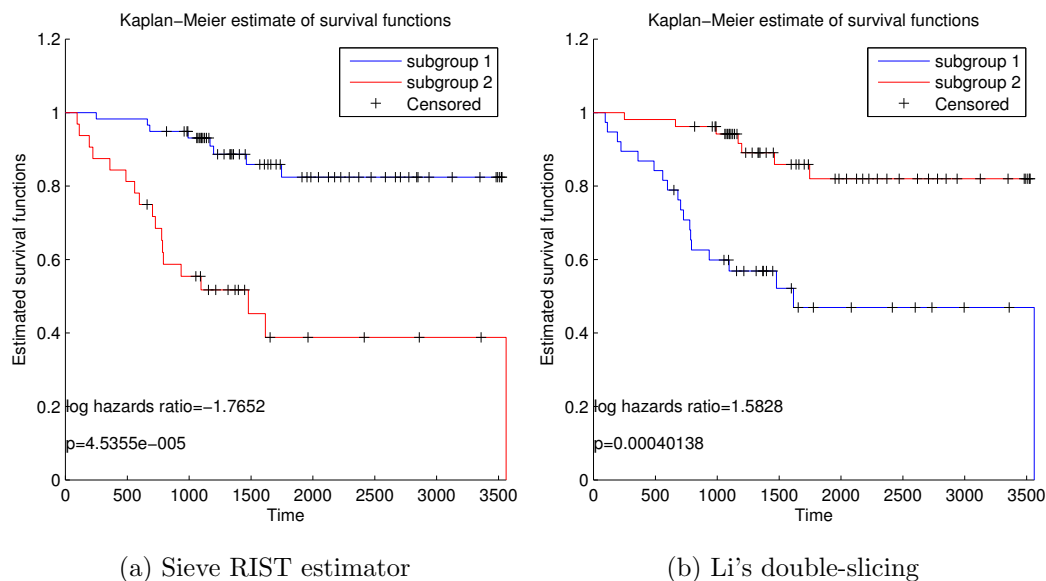 Kaplan−Meier estimate of survival functions
1.2
1
0.8
0.6
0.4
0.2
0
Estimated survival functions
subgroup 1
subgroup 2
Censored
log hazards ratio=−1.7652
p=4.5355e−005
0 500 1000 1500 2000 2500 3000 3500
Time
(a) Sieve RIST estimator
Kaplan−Meier estimate of survival functions
1.2
1
0.8
0.6
0.4
0.2
0
Estimated survival functions
subgroup 1
subgroup 2
Censored
log hazards ratio=1.5828
p=0.00040138
0 500 1000 1500 2000 2500 3000 3500
Time
(b) Li's double-slicing